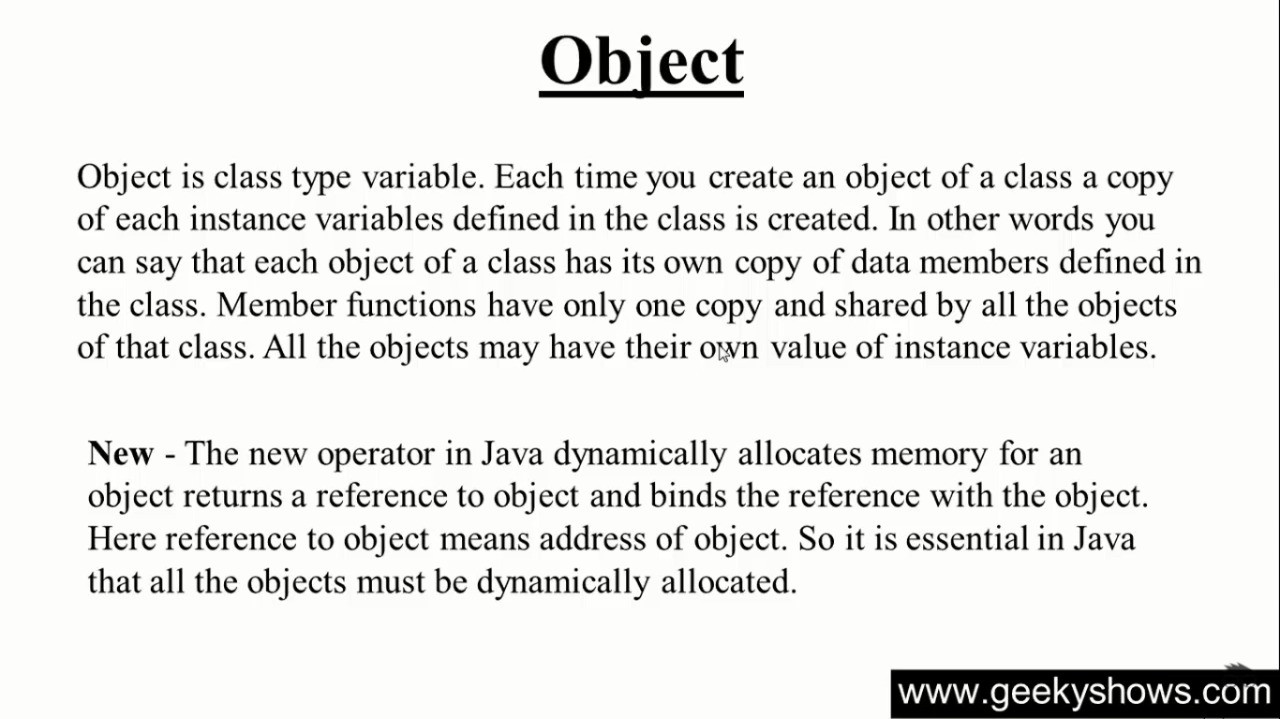 Object
Object is class type variable. Each time you create an object of a class a copy
of each instance variables defined in the class is created. In other words you
can say that each object of a class has its own copy of data members defined in
the class. Member functions have only one copy and shared by all the objects
of that class. All the objects may have their own value of instance variables.
New - The new operator in Java dynamically allocates memory for an
object returns a reference to object and binds the reference with the object.
Here reference to object means address of object. So it is essential in Java
that all the objects must be dynamically allocated.
www.geekyshows.com